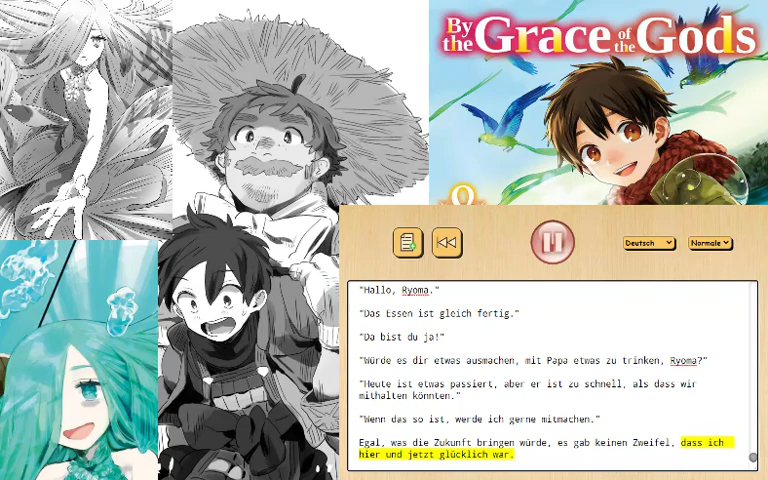 By the Grace of the Gods
Deutsch
Normale
"Hallo, Ryoma."
"Das Essen ist gleich fertig."
"Da bist du ja!"
"Würde es dir etwas ausmachen, mit Papa etwas zu trinken, Ryoma?"
"Heute ist etwas passiert, aber er ist zu schnell, als dass wir
mithalten könnten."
"Wenn das so ist, werde ich gerne mitmachen."
Egal, was die Zukunft bringen würde, es gab keinen Zweifel, dass ich
hier und jetzt glücklich war.